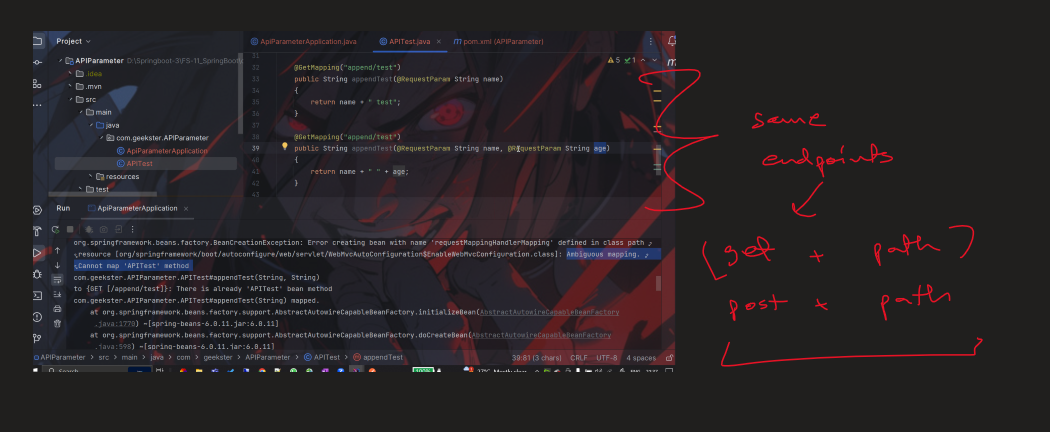 Project
ApiParameterApplication.java
APITest.java
pom.xml (APIParameter)
APIParameter D:\Springboot-3\FS-11_SpringBoot
.idea
.mvn
src
main
java
com.geekster.APIParameter
ApiParameterApplication
APITest
resources
test
31
32 @GetMapping("append/test")
33 public String appendTest(@RequestParam String name)
34 {
35 return name + " test";
36 }
37
38 @GetMapping("append/test")
39 public String appendTest(@RequestParam String name, @RequestParam String age)
40 {
41 return name + " " + age;
42 }
43
5 1
same
endpoints
(get + path)
post + path
Run ApiParameterApplication
org.springframework.beans.factory.BeanCreationException: Error creating bean with name 'requestMappingHandlerMapping' defined in class path
resource [org/springframework/boot/autoconfigure/web/servlet/WebMvcAutoConfiguration$EnableWebMvcConfiguration.class]: Ambiguous mapping.
Cannot map 'APITest' method
com.geekster.APIParameter.APITest#appendTest(String, String)
to {GET [/append/test]}: There is already 'APITest' bean method
com.geekster.APIParameter.APITest#appendTest(String) mapped.
at org.springframework.beans.factory.support.AbstractAutowireCapableBeanFactory.initializeBean(AbstractAutowireCapableBeanFactory
.java:1770) ~[spring-beans-6.0.11.jar:6.0.11]
at org.springframework.beans.factory.support.AbstractAutowireCapableBeanFactory.doCreateBean(AbstractAutowireCapableBeanFactory
.java:598) ~[spring-beans-6.0.11.jar:6.0.11]
APIParameter > src > main > java > com > geekster > APIParameter > APITest > appendTest
39:81 (3 chars) CRLF UTF-8 4 spaces